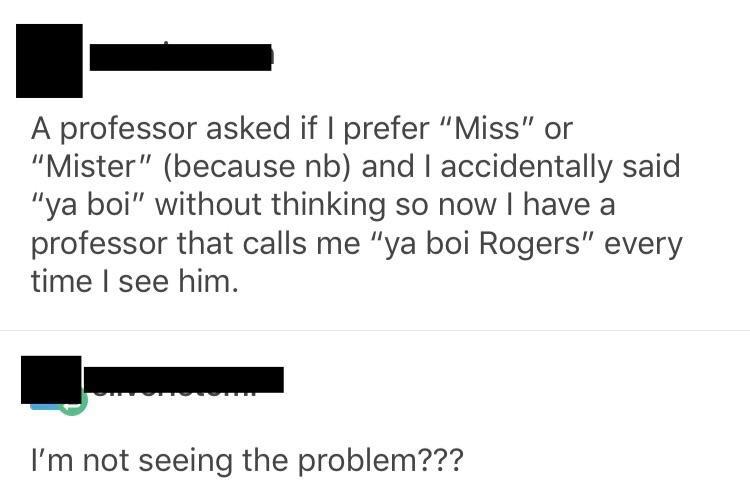 A professor asked if I prefer “Miss” or
“Mister” (because nb) and I accidentally said
“ya boi” without thinking so now I have a
professor that calls me “ya boi Rogers” every
time I see him.
I’m not seeing the problem???